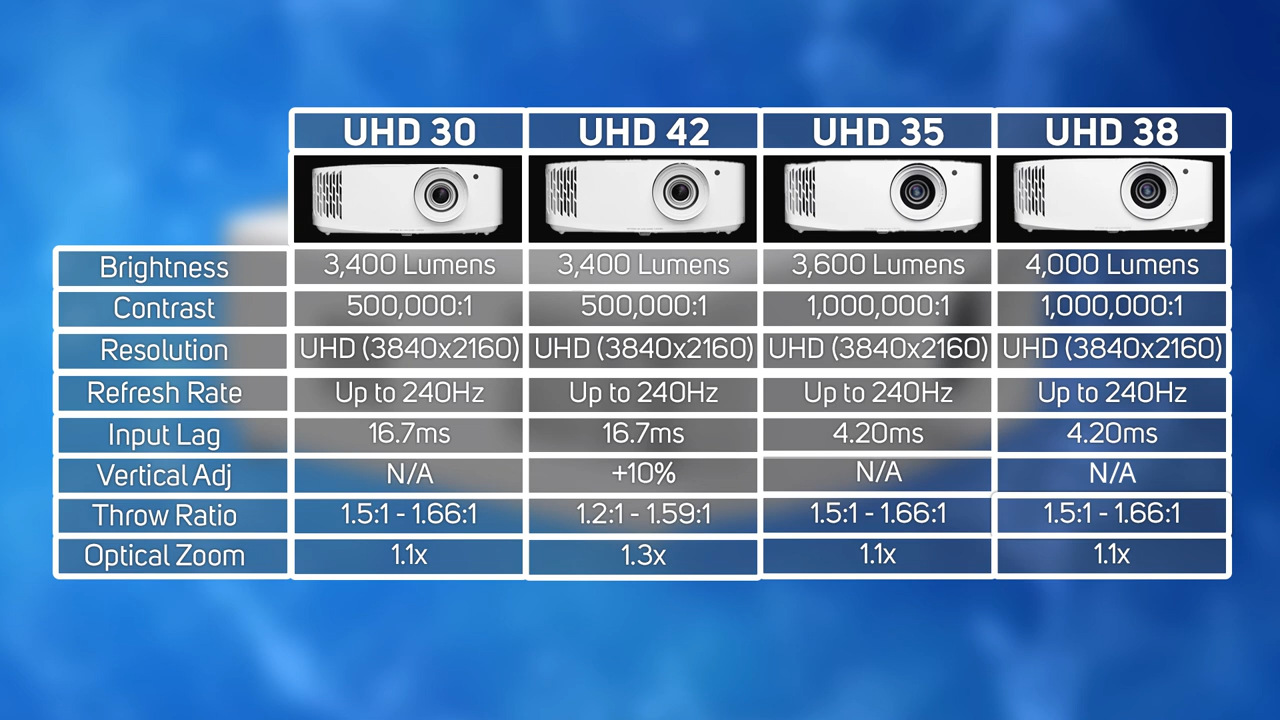 UHD 30 UHD 42 UHD 35 UHD 38
Brightness 3,400 Lumens 3,400 Lumens 3,600 Lumens 4,000 Lumens
Contrast 500,000:1 500,000:1 1,000,000:1 1,000,000:1
Resolution UHD (3840x2160) UHD (3840x2160) UHD (3840x2160) UHD (3840x2160)
Refresh Rate Up to 240Hz Up to 240Hz Up to 240Hz Up to 240Hz
Input Lag 16.7ms 16.7ms 4.20ms 4.20ms
Vertical Adj N/A +10% N/A N/A
Throw Ratio 1.5:1 - 1.66:1 1.2:1 - 1.59:1 1.5:1 - 1.66:1 1.5:1 - 1.66:1
Optical Zoom 1.1x 1.3x 1.1x 1.1x